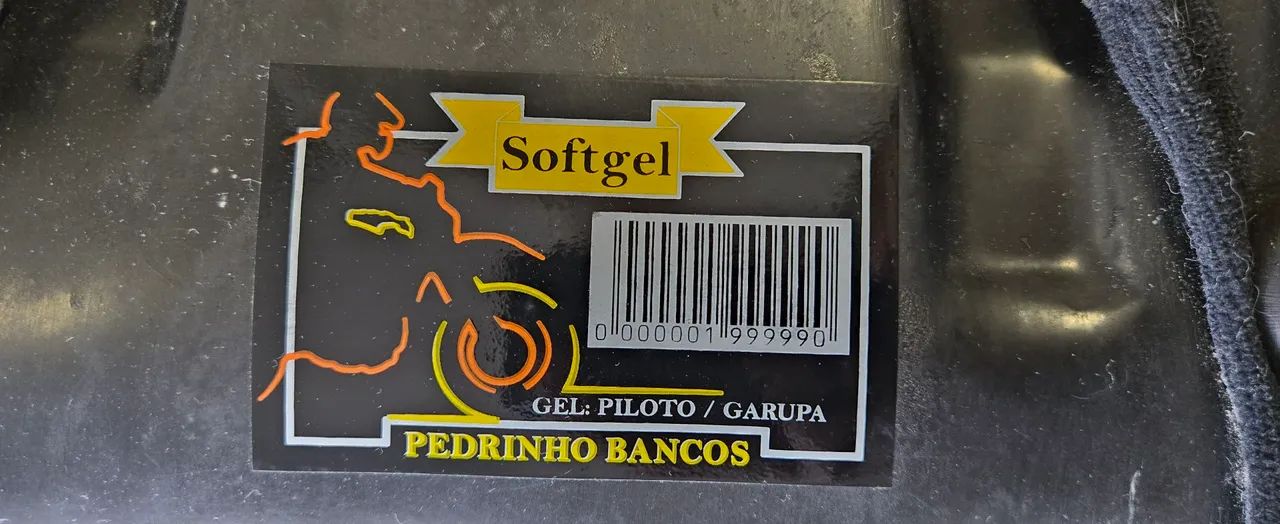 Softgel
0 000001 999990
GEL: PILOTO / GARUPA
PEDRINHO BANCOS